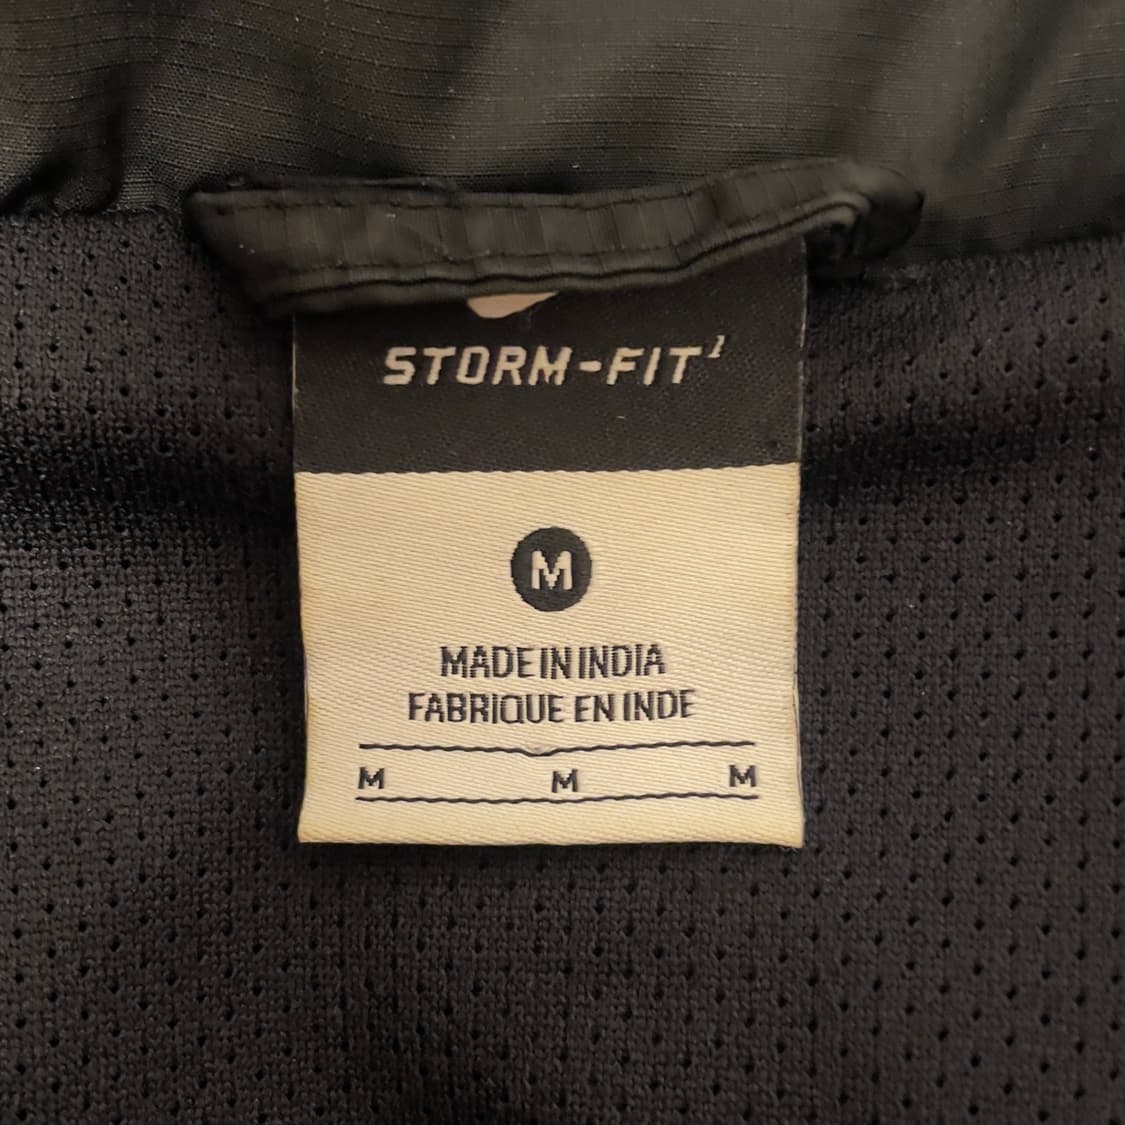 STORM-FIT¹
M
MADE IN INDIA
FABRIQUE EN INDE
M M M